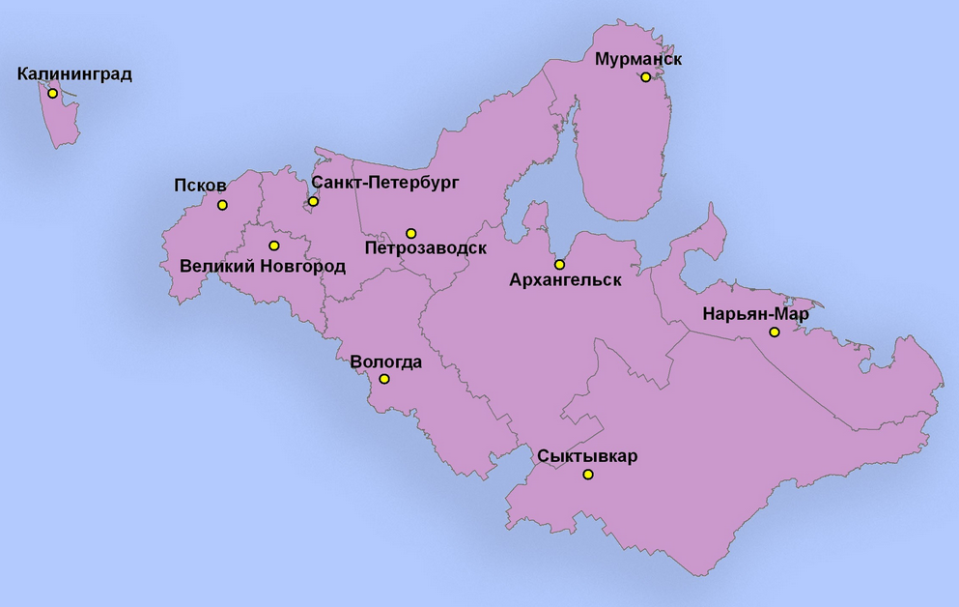 Мурманск
Калининград
Санкт-Петербург
Псков
Петрозаводск
Великий Новгород
Архангельск
Нарьян-Мар
Вологда
Сыктывкар